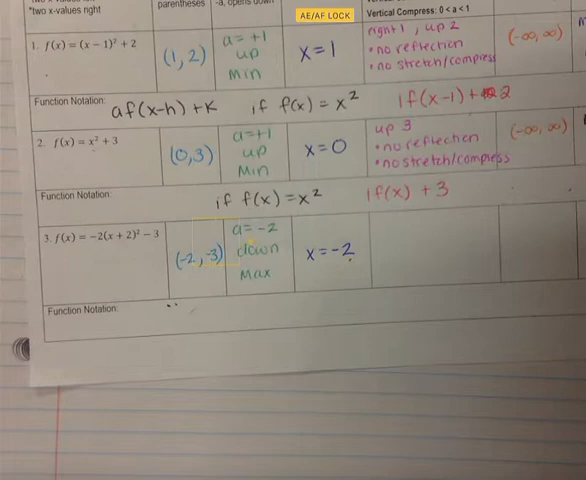 *two x-values right
parentheses
-a, opens down
AE/AF LOCK
Vertical Compress: 0 < a < 1
1. f(x) = (x − 1)² + 2
(1, 2)
a = +1
up
min
x = 1
right 1, up 2
• no reflection
• no stretch/compress
(-∞, ∞)
Function Notation:
af(x-h) + K if f(x) = x² 1f(x-1) + 2
2. f(x) = x² + 3
(0,3)
a = +1
up
Min
x = 0
up 3
• no reflection
• no stretch/compress
(-∞, ∞)
Function Notation:
if f(x) = x² 1f(x) + 3
3. f(x) = −2(x + 2)² − 3
(-2, -3)
a = -2
down
Max
x = -2
Function Notation: